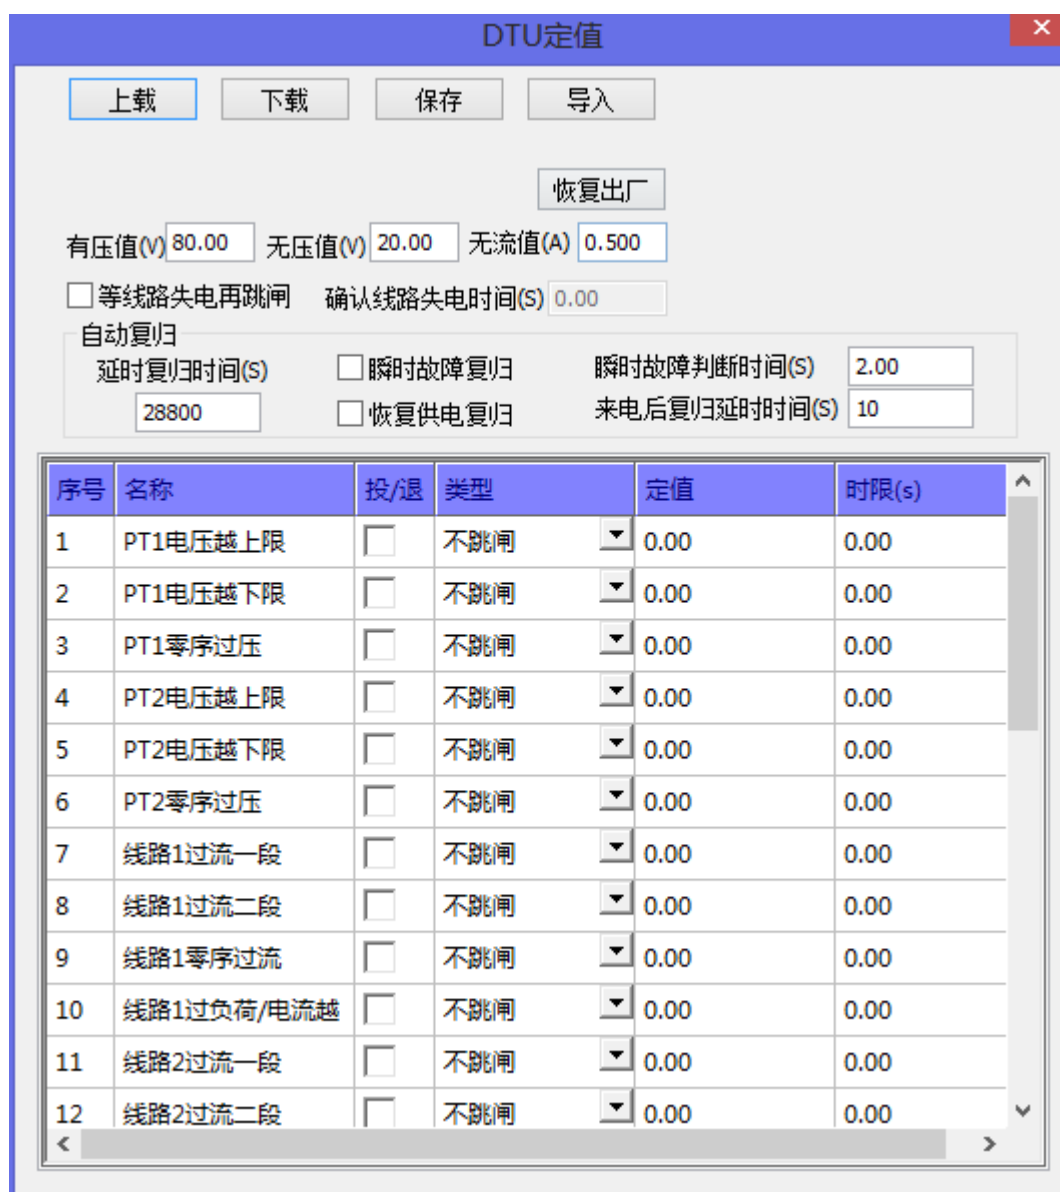 DTU定值
上载 下载 保存 导入
恢复出厂
有压值(V) 80.00 无压值(V) 20.00 无流值(A) 0.500
等线路失电再跳闸 确认线路失电时间(S) 0.00
自动复归
延时复归时间(S) 瞬时故障复归 瞬时故障判断时间(S) 2.00
28800 恢复供电复归 来电后复归延时时间(S) 10
序号 名称 投/退 类型 定值 时限(s)
1 PT1电压越上限 不跳闸 0.00 0.00
2 PT1电压越下限 不跳闸 0.00 0.00
3 PT1零序过压 不跳闸 0.00 0.00
4 PT2电压越上限 不跳闸 0.00 0.00
5 PT2电压越下限 不跳闸 0.00 0.00
6 PT2零序过压 不跳闸 0.00 0.00
7 线路1过流一段 不跳闸 0.00 0.00
8 线路1过流二段 不跳闸 0.00 0.00
9 线路1零序过流 不跳闸 0.00 0.00
10 线路1过负荷/电流越 不跳闸 0.00 0.00
11 线路2过流一段 不跳闸 0.00 0.00
12 线路2过流二段 不跳闸 0.00 0.00